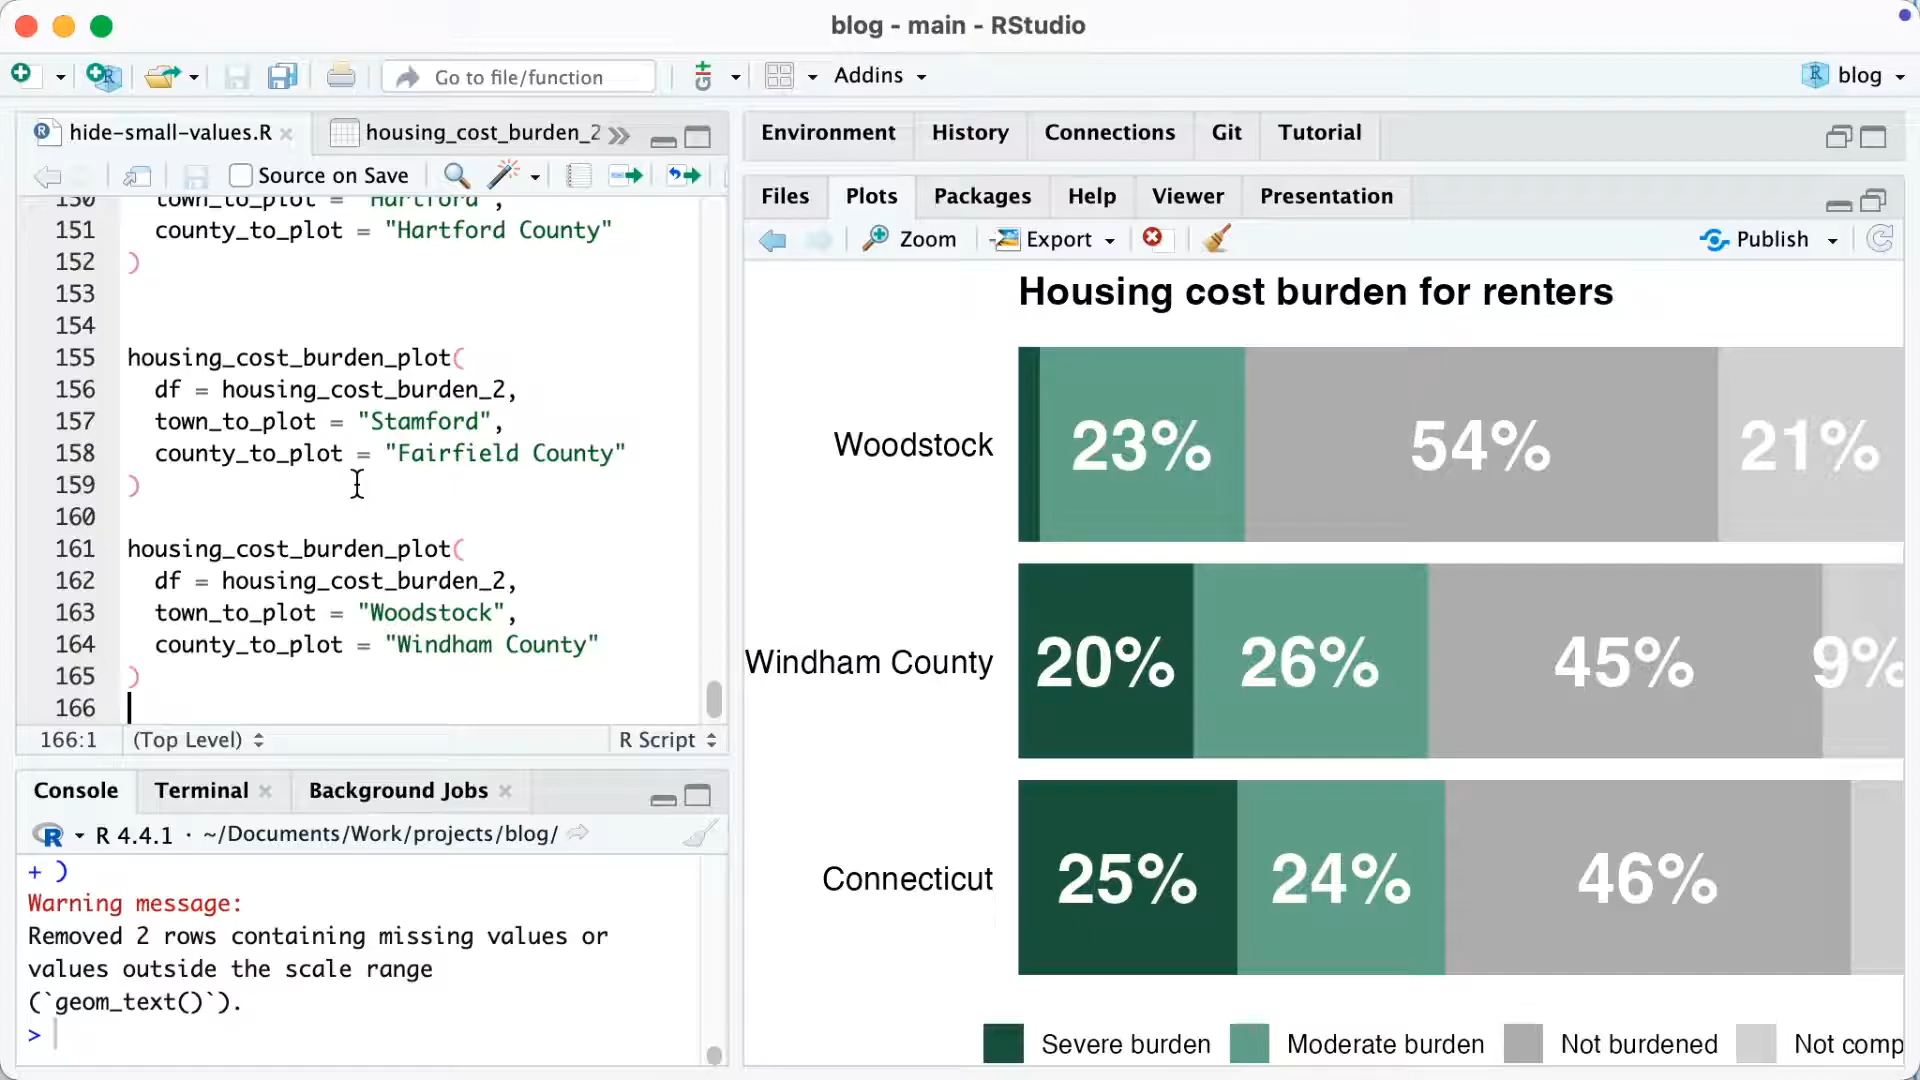 blog - main - RStudio
Go to file/function
Addins
blog
hide-small-values.R
housing_cost_burden_2
Source on Save
150 town_to_plot = "Hartford",
151 county_to_plot = "Hartford County"
152 )
153
154
155 housing_cost_burden_plot(
156 df = housing_cost_burden_2,
157 town_to_plot = "Stamford",
158 county_to_plot = "Fairfield County"
159 )
160
161 housing_cost_burden_plot(
162 df = housing_cost_burden_2,
163 town_to_plot = "Woodstock",
164 county_to_plot = "Windham County"
165 )
166
166:1 (Top Level) R Script
Console Terminal Background Jobs
R 4.4.1 · ~/Documents/Work/projects/blog/
+ )
Warning message:
Removed 2 rows containing missing values or
values outside the scale range
(`geom_text()`).
>
Environment History Connections Git Tutorial
Files Plots Packages Help Viewer Presentation
Zoom Export Publish
Housing cost burden for renters
Woodstock 23% 54% 21%
Windham County 20% 26% 45% 9%
Connecticut 25% 24% 46%
Severe burden Moderate burden Not burdened Not comp